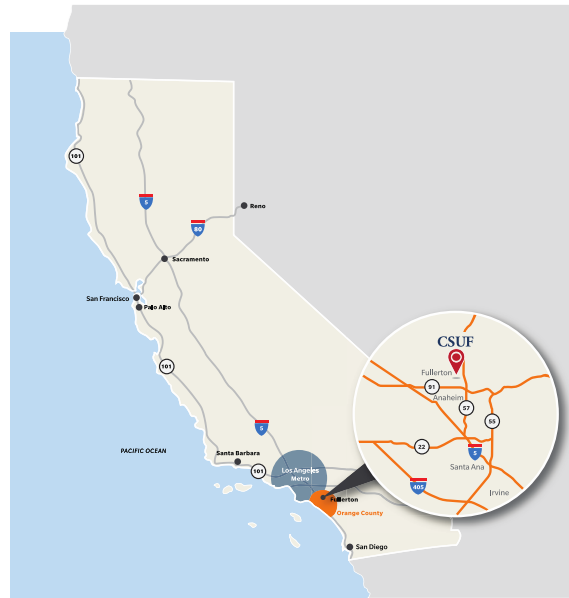 101
5
Reno
80
Sacramento
San Francisco
Palo Alto
CSUF
Fullerton
91
Anaheim
57
55
22
5
Santa Ana
405
Irvine
101
5
PACIFIC OCEAN
Santa Barbara
101
Los Angeles
Metro
Fullerton
Orange County
San Diego